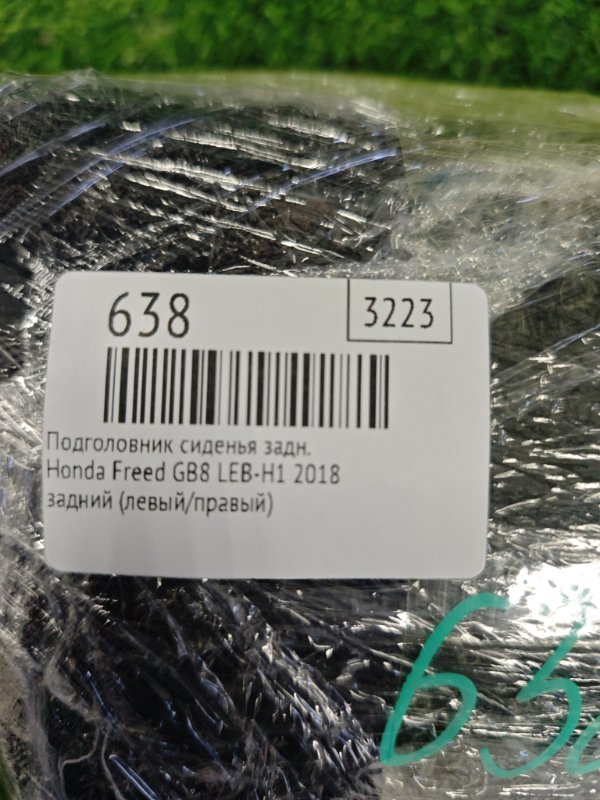 638
3223
Подголовник сиденья задн.
Honda Freed GB8 LEB-H1 2018
задний (левый/правый)